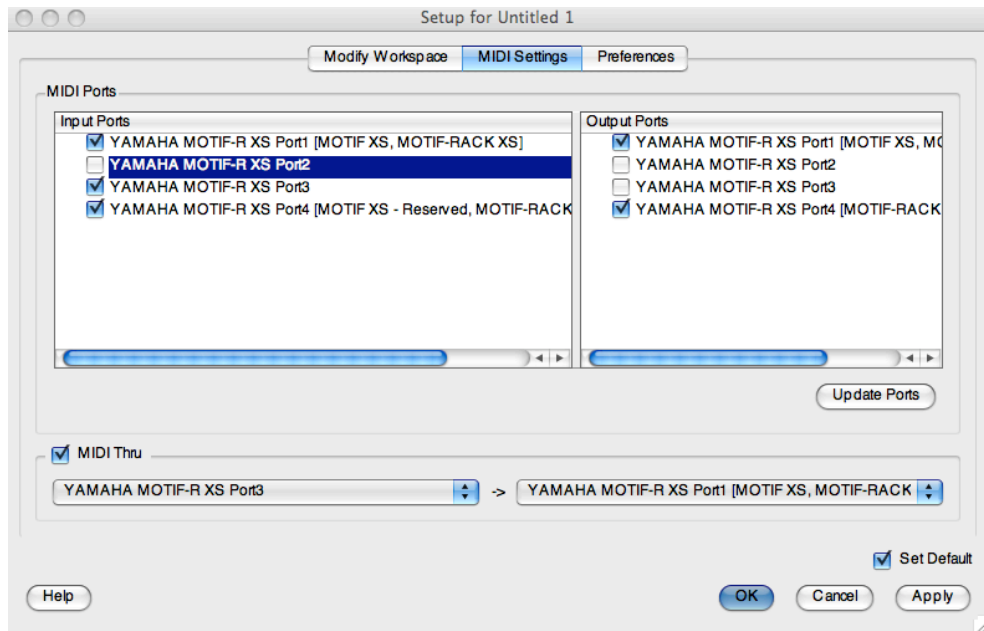 Setup for Untitled 1
Modify Workspace MIDI Settings Preferences
MIDI Ports
Input Ports
YAMAHA MOTIF-R XS Port1 [MOTIF XS, MOTIF-RACK XS]
YAMAHA MOTIF-R XS Port2
YAMAHA MOTIF-R XS Port3
YAMAHA MOTIF-R XS Port4 [MOTIF XS - Reserved, MOTIF-RACK
Output Ports
YAMAHA MOTIF-R XS Port1 [MOTIF XS, MO
YAMAHA MOTIF-R XS Port2
YAMAHA MOTIF-R XS Port3
YAMAHA MOTIF-R XS Port4 [MOTIF-RACK
Update Ports
MIDI Thru
YAMAHA MOTIF-R XS Port3 -> YAMAHA MOTIF-R XS Port1 [MOTIF XS, MOTIF-RACK
Set Default
Help OK Cancel Apply